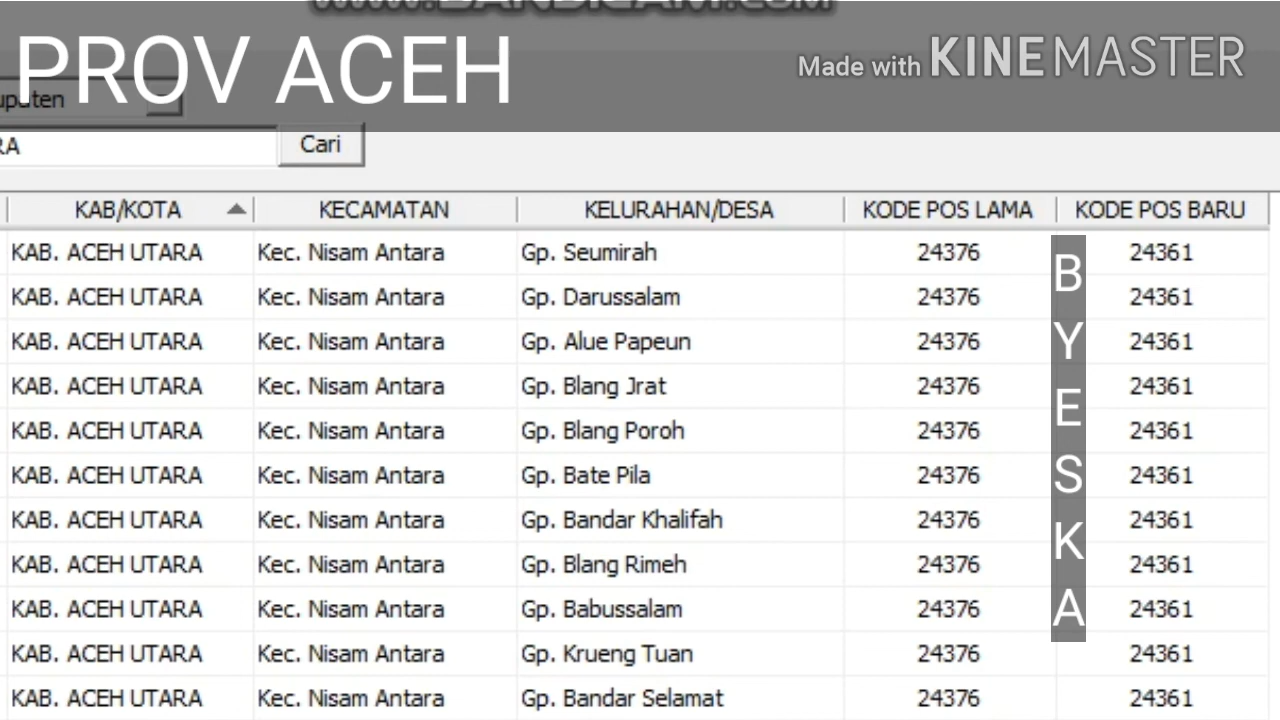 WWW.BANDICAM.COM
PROV ACEH
Made with KINEMASTER
Cari
KAB/KOTA KECAMATAN KELURAHAN/DESA KODE POS LAMA KODE POS BARU
KAB. ACEH UTARA Kec. Nisam Antara Gp. Seumirah 24376 24361
KAB. ACEH UTARA Kec. Nisam Antara Gp. Darussalam 24376 24361
KAB. ACEH UTARA Kec. Nisam Antara Gp. Alue Papeun 24376 24361
KAB. ACEH UTARA Kec. Nisam Antara Gp. Blang Jrat 24376 24361
KAB. ACEH UTARA Kec. Nisam Antara Gp. Blang Poroh 24376 24361
KAB. ACEH UTARA Kec. Nisam Antara Gp. Bate Pila 24376 24361
KAB. ACEH UTARA Kec. Nisam Antara Gp. Bandar Khalifah 24376 24361
KAB. ACEH UTARA Kec. Nisam Antara Gp. Blang Rimeh 24376 24361
KAB. ACEH UTARA Kec. Nisam Antara Gp. Babussalam 24376 24361
KAB. ACEH UTARA Kec. Nisam Antara Gp. Krueng Tuan 24376 24361
KAB. ACEH UTARA Kec. Nisam Antara Gp. Bandar Selamat 24376 24361
BYESKA